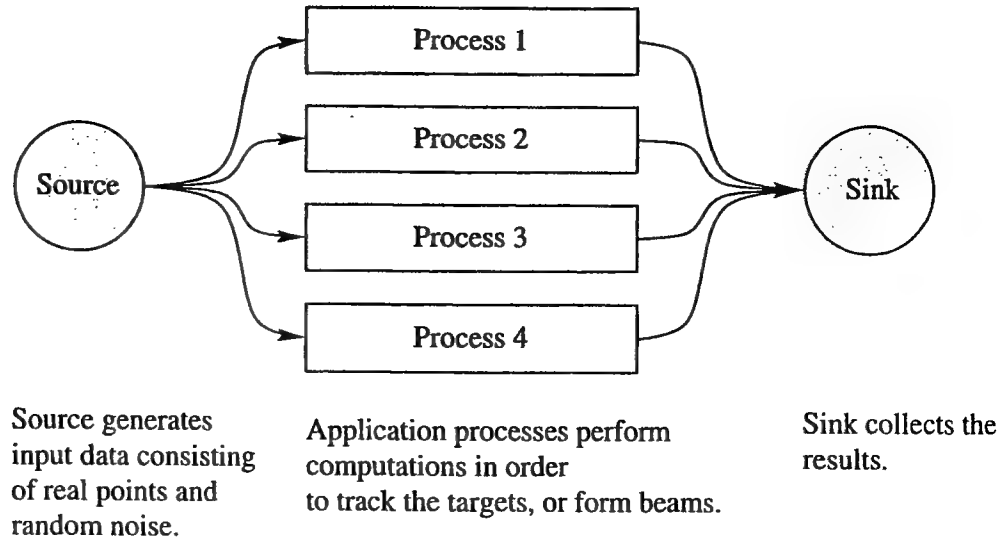 Process 1
Process 2
Source
Sink
Process 3
Process 4
Source generates
input data consisting
of real points and
random noise.
Application processes perform
computations in order
to track the targets, or form beams.
Sink collects the
results.